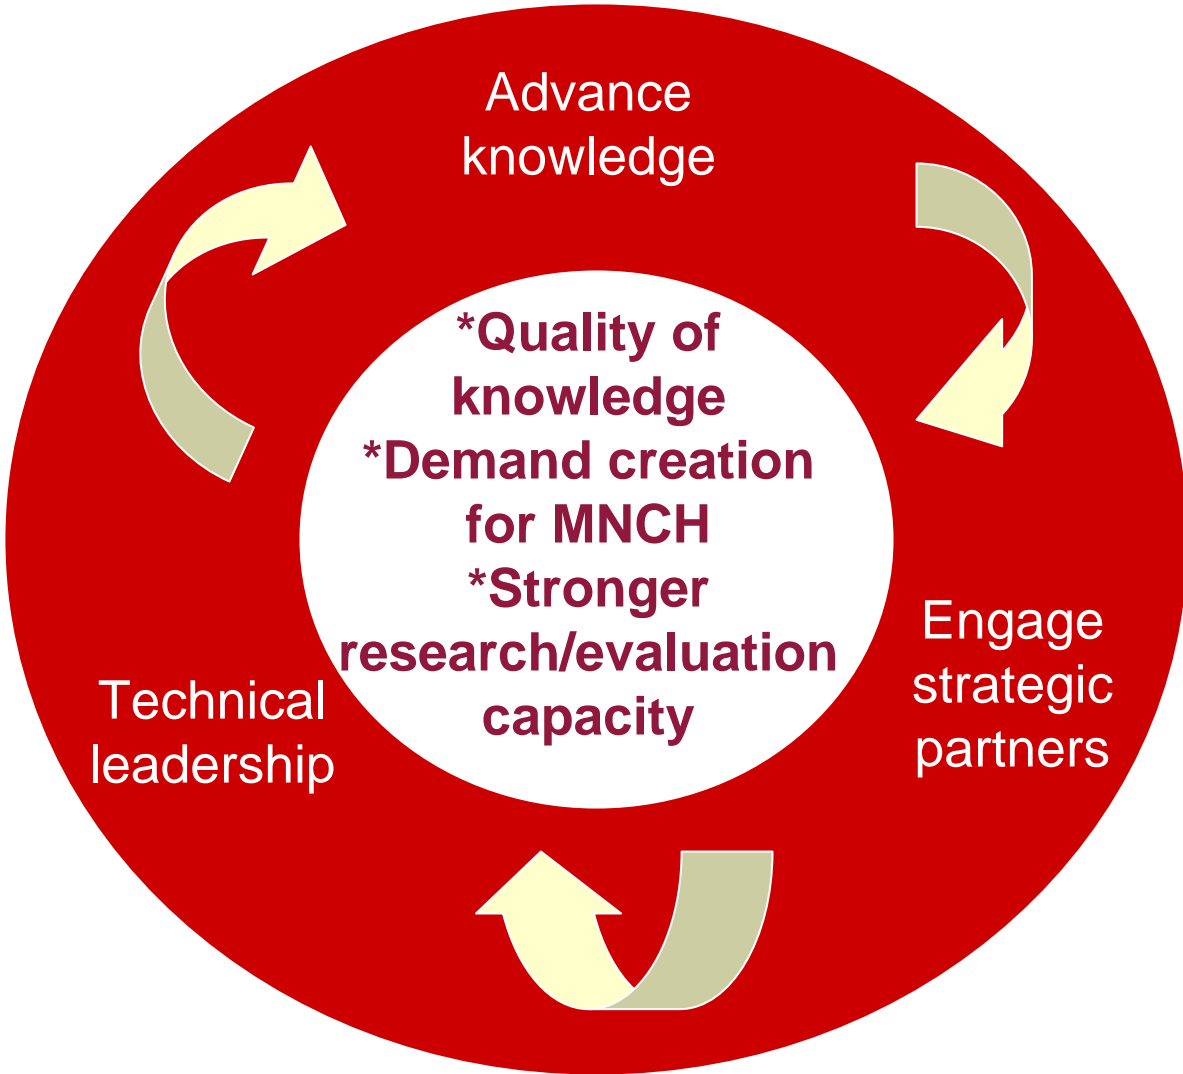 Advance
knowledge
*Quality of
knowledge
*Demand creation
for MNCH
*Stronger
research/evaluation
capacity
Engage
strategic
partners
Technical
leadership